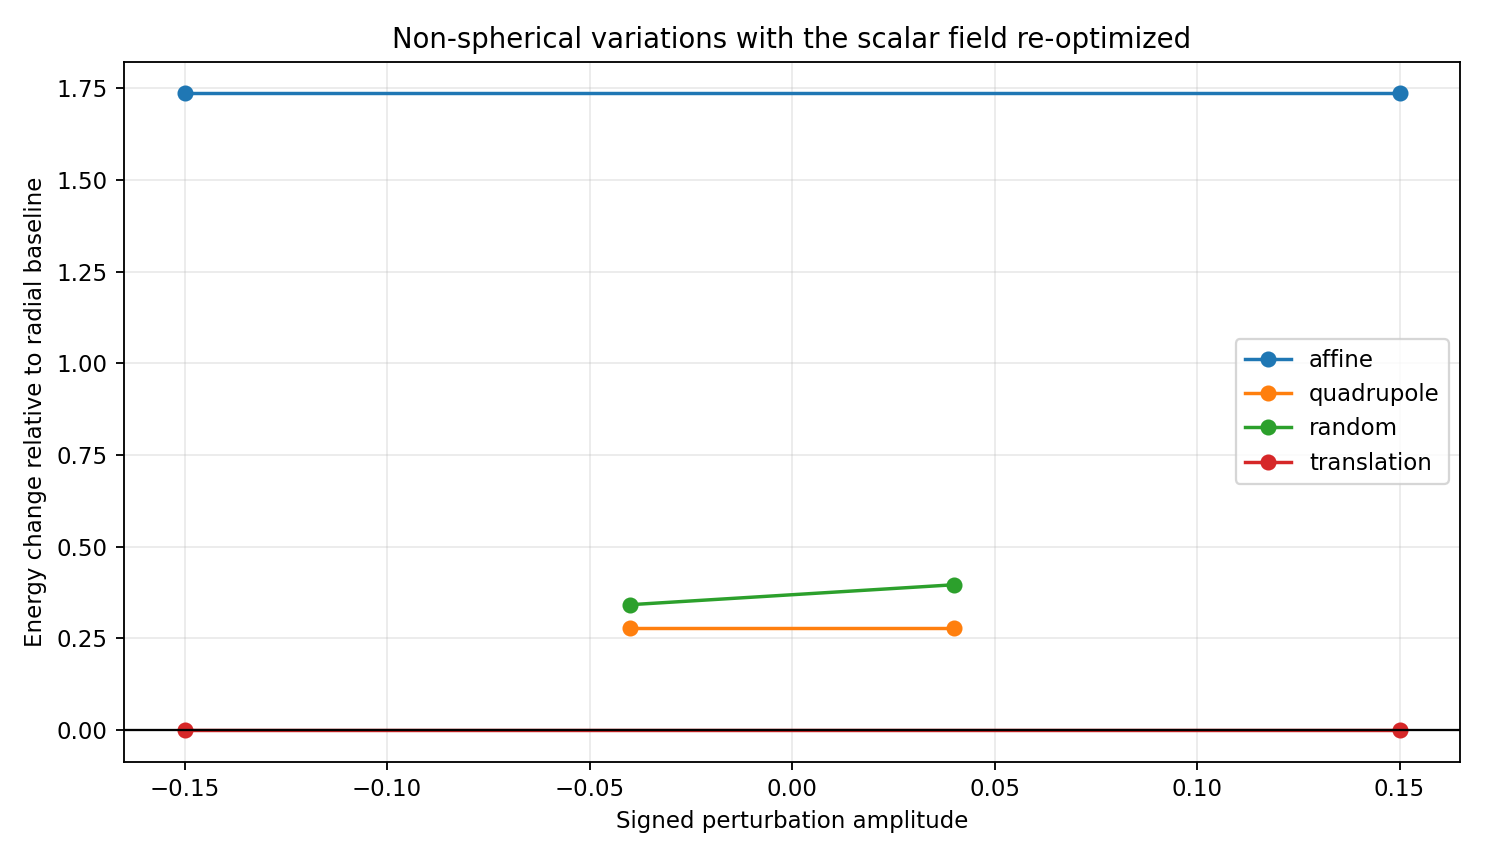 Non-spherical variations with the scalar field re-optimized
Energy change relative to radial baseline
1.75
1.50
1.25
1.00
0.75
0.50
0.25
0.00
affine
quadrupole
random
translation
−0.15
−0.10
−0.05
0.00
0.05
0.10
0.15
Signed perturbation amplitude